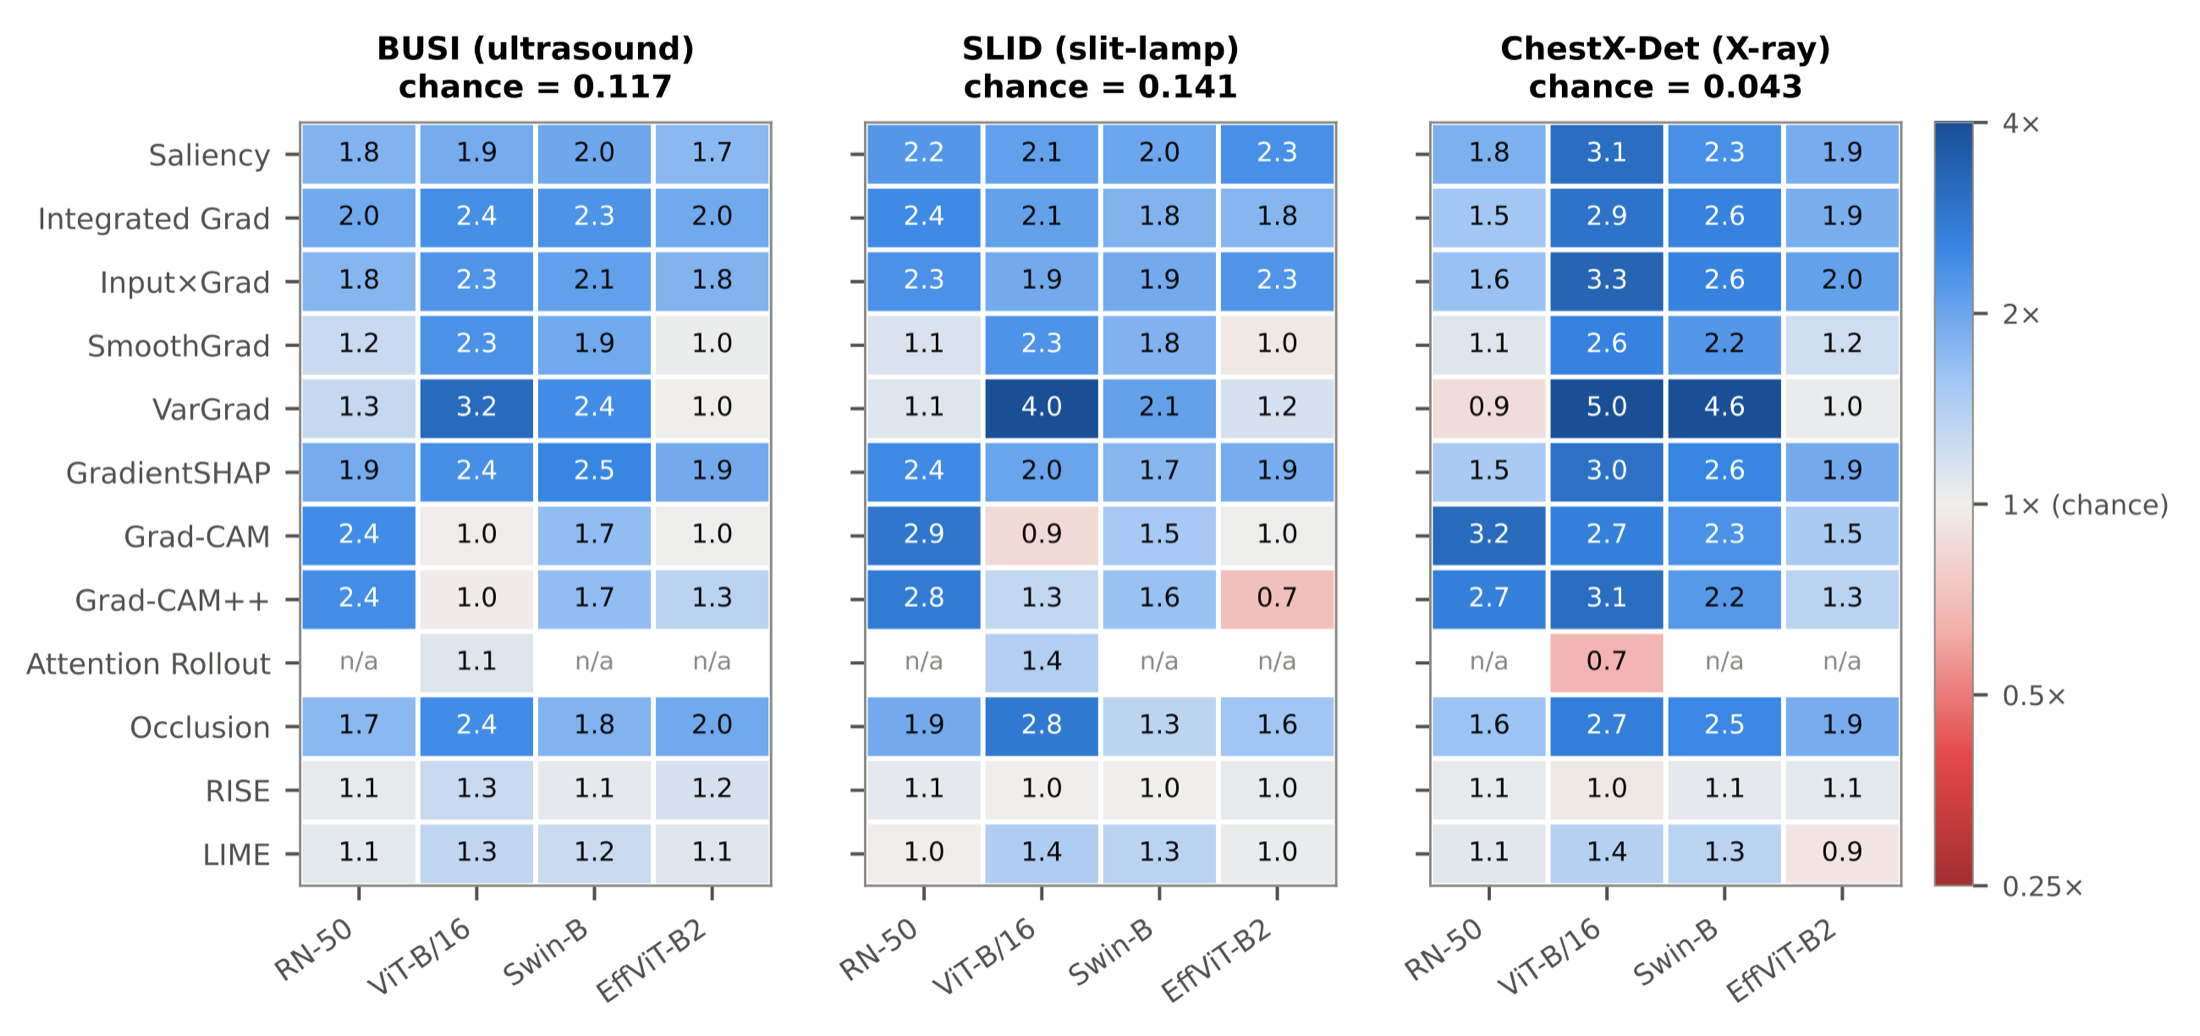 BUSI (ultrasound)
chance = 0.117
SLID (slit-lamp)
chance = 0.141
ChestX-Det (X-ray)
chance = 0.043
Saliency 1.8 1.9 2.0 1.7 2.2 2.1 2.0 2.3 1.8 3.1 2.3 1.9
Integrated Grad 2.0 2.4 2.3 2.0 2.4 2.1 1.8 1.8 1.5 2.9 2.6 1.9
Input×Grad 1.8 2.3 2.1 1.8 2.3 1.9 1.9 2.3 1.6 3.3 2.6 2.0
SmoothGrad 1.2 2.3 1.9 1.0 1.1 2.3 1.8 1.0 1.1 2.6 2.2 1.2
VarGrad 1.3 3.2 2.4 1.0 1.1 4.0 2.1 1.2 0.9 5.0 4.6 1.0
GradientSHAP 1.9 2.4 2.5 1.9 2.4 2.0 1.7 1.9 1.5 3.0 2.6 1.9
Grad-CAM 2.4 1.0 1.7 1.0 2.9 0.9 1.5 1.0 3.2 2.7 2.3 1.5
Grad-CAM++ 2.4 1.0 1.7 1.3 2.8 1.3 1.6 0.7 2.7 3.1 2.2 1.3
Attention Rollout n/a 1.1 n/a n/a n/a 1.4 n/a n/a n/a 0.7 n/a n/a
Occlusion 1.7 2.4 1.8 2.0 1.9 2.8 1.3 1.6 1.6 2.7 2.5 1.9
RISE 1.1 1.3 1.1 1.2 1.1 1.0 1.0 1.0 1.1 1.0 1.1 1.1
LIME 1.1 1.3 1.2 1.1 1.0 1.4 1.3 1.0 1.1 1.4 1.3 0.9
RN-50 ViT-B/16 Swin-B EffViT-B2 RN-50 ViT-B/16 Swin-B EffViT-B2 RN-50 ViT-B/16 Swin-B EffViT-B2
4×
2×
1× (chance)
0.5×
0.25×